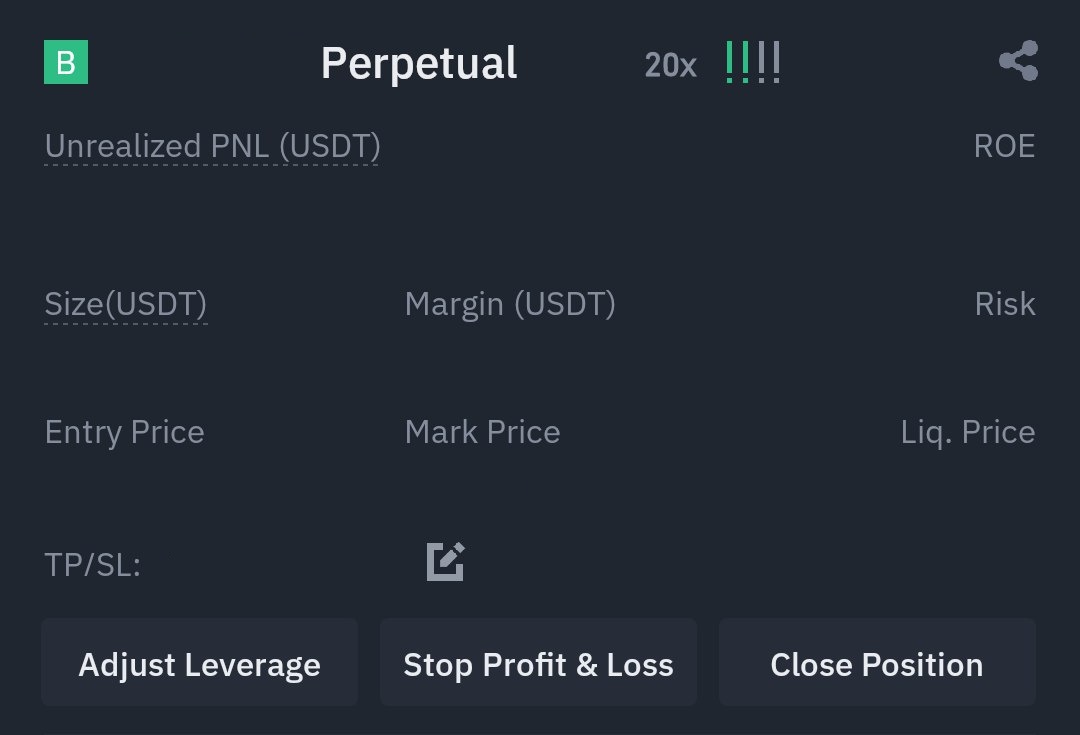 B Perpetual 20x
Unrealized PNL (USDT) ROE
Size(USDT) Margin (USDT) Risk
Entry Price Mark Price Liq. Price
TP/SL:
Adjust Leverage Stop Profit & Loss Close Position